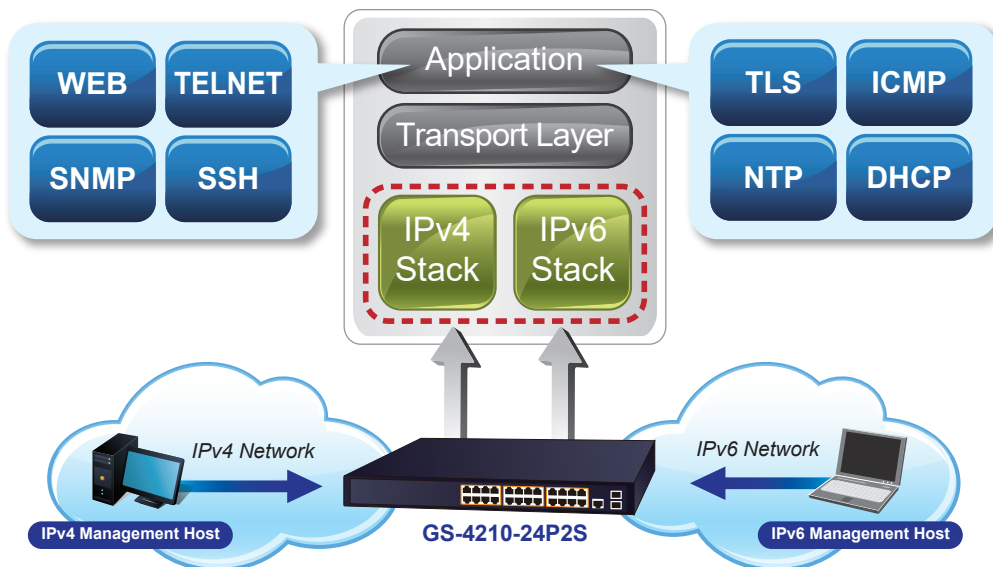 WEB
TELNET
SNMP
SSH
Application
Transport Layer
IPv4
Stack
IPv6
Stack
TLS
ICMP
NTP
DHCP
IPv4 Network
IPv6 Network
IPv4 Management Host
GS-4210-24P2S
IPv6 Management Host